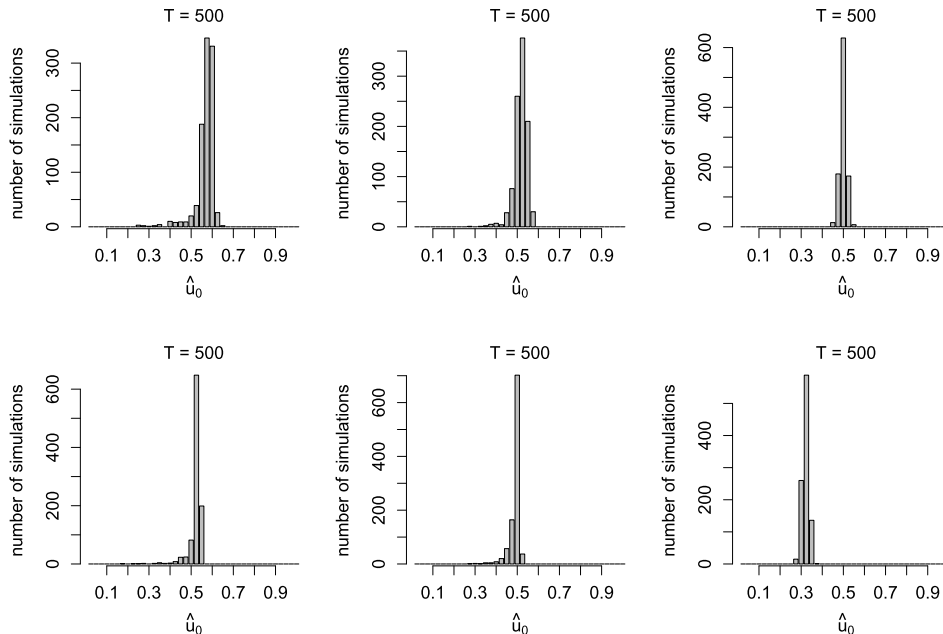 T = 500
T = 500
T = 500
number of simulations
0 100 200 300
0.1 0.3 0.5 0.7 0.9
û₀
number of simulations
0 100 200 300
0.1 0.3 0.5 0.7 0.9
û₀
number of simulations
0 200 400 600
0.1 0.3 0.5 0.7 0.9
û₀
T = 500
T = 500
T = 500
number of simulations
0 200 400 600
0.1 0.3 0.5 0.7 0.9
û₀
number of simulations
0 200 400 600
0.1 0.3 0.5 0.7 0.9
û₀
number of simulations
0 200 400
0.1 0.3 0.5 0.7 0.9
û₀